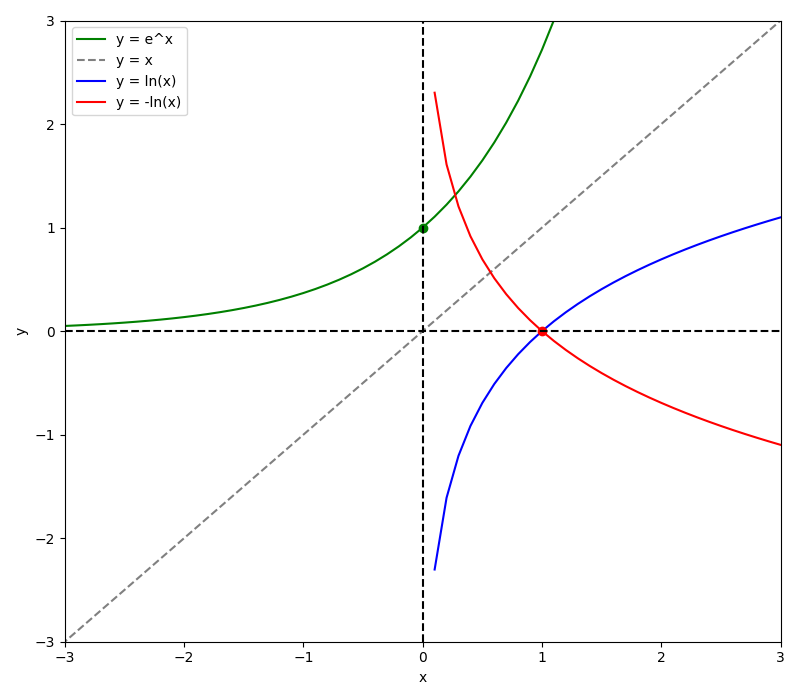 y = e^x
y = x
y = ln(x)
y = -ln(x)
3
2
1
0
−1
−2
−3
y
−3 −2 −1 0 1 2 3
x